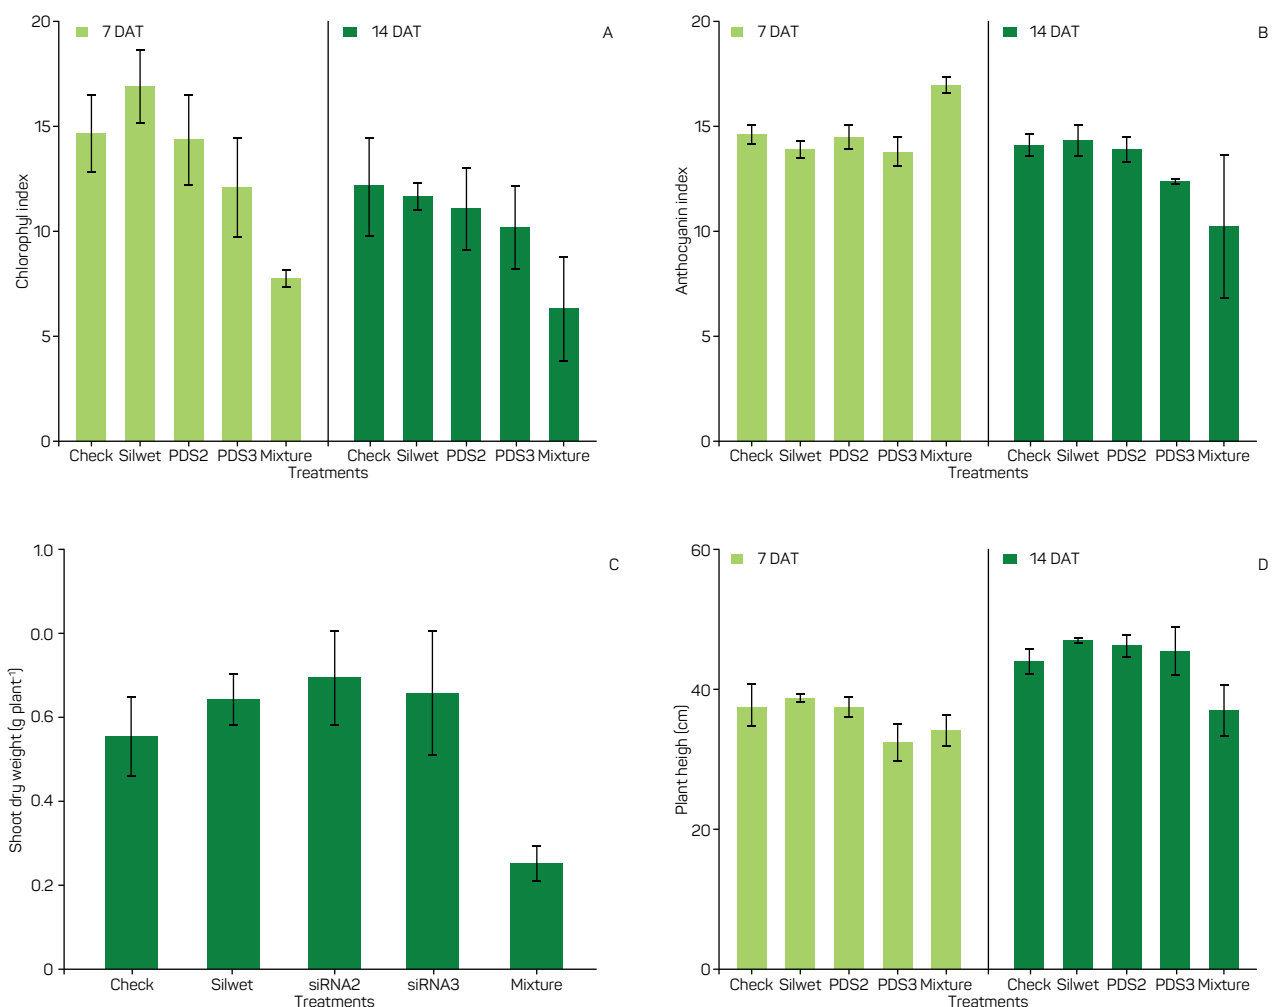 20
15
10
5
0
Chlorophyl index
7 DAT
14 DAT
A
Check Silwet PDS2 PDS3 Mixture
Check Silwet PDS2 PDS3 Mixture
Treatments
20
15
10
5
0
Anthocyanin index
7 DAT
14 DAT
B
Check Silwet PDS2 PDS3 Mixture
Check Silwet PDS2 PDS3 Mixture
Treatments
1.0
0.0
0.6
0.4
0.2
0
Shoot dry weight (g plant⁻¹)
C
Check Silwet siRNA2 siRNA3 Mixture
Treatments
60
40
20
0
Plant heigh (cm)
7 DAT
14 DAT
D
Check Silwet PDS2 PDS3 Mixture
Check Silwet PDS2 PDS3 Mixture
Treatments